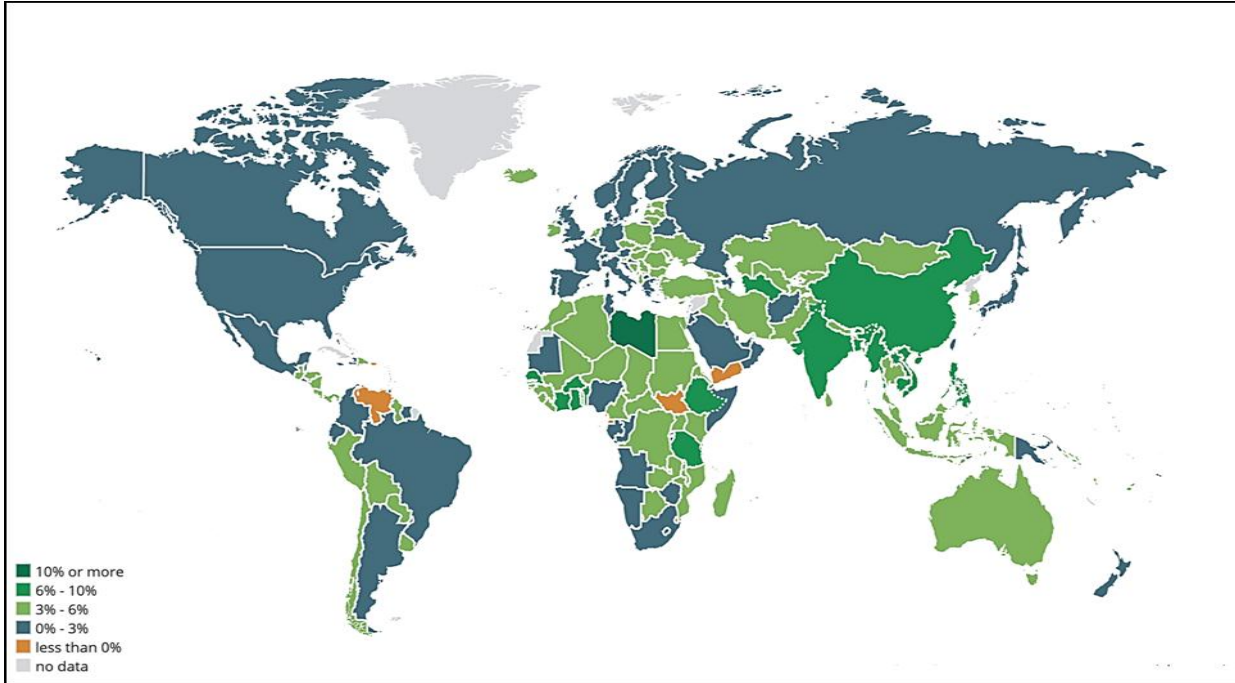 10% or more
6% - 10%
3% - 6%
0% - 3%
less than 0%
no data